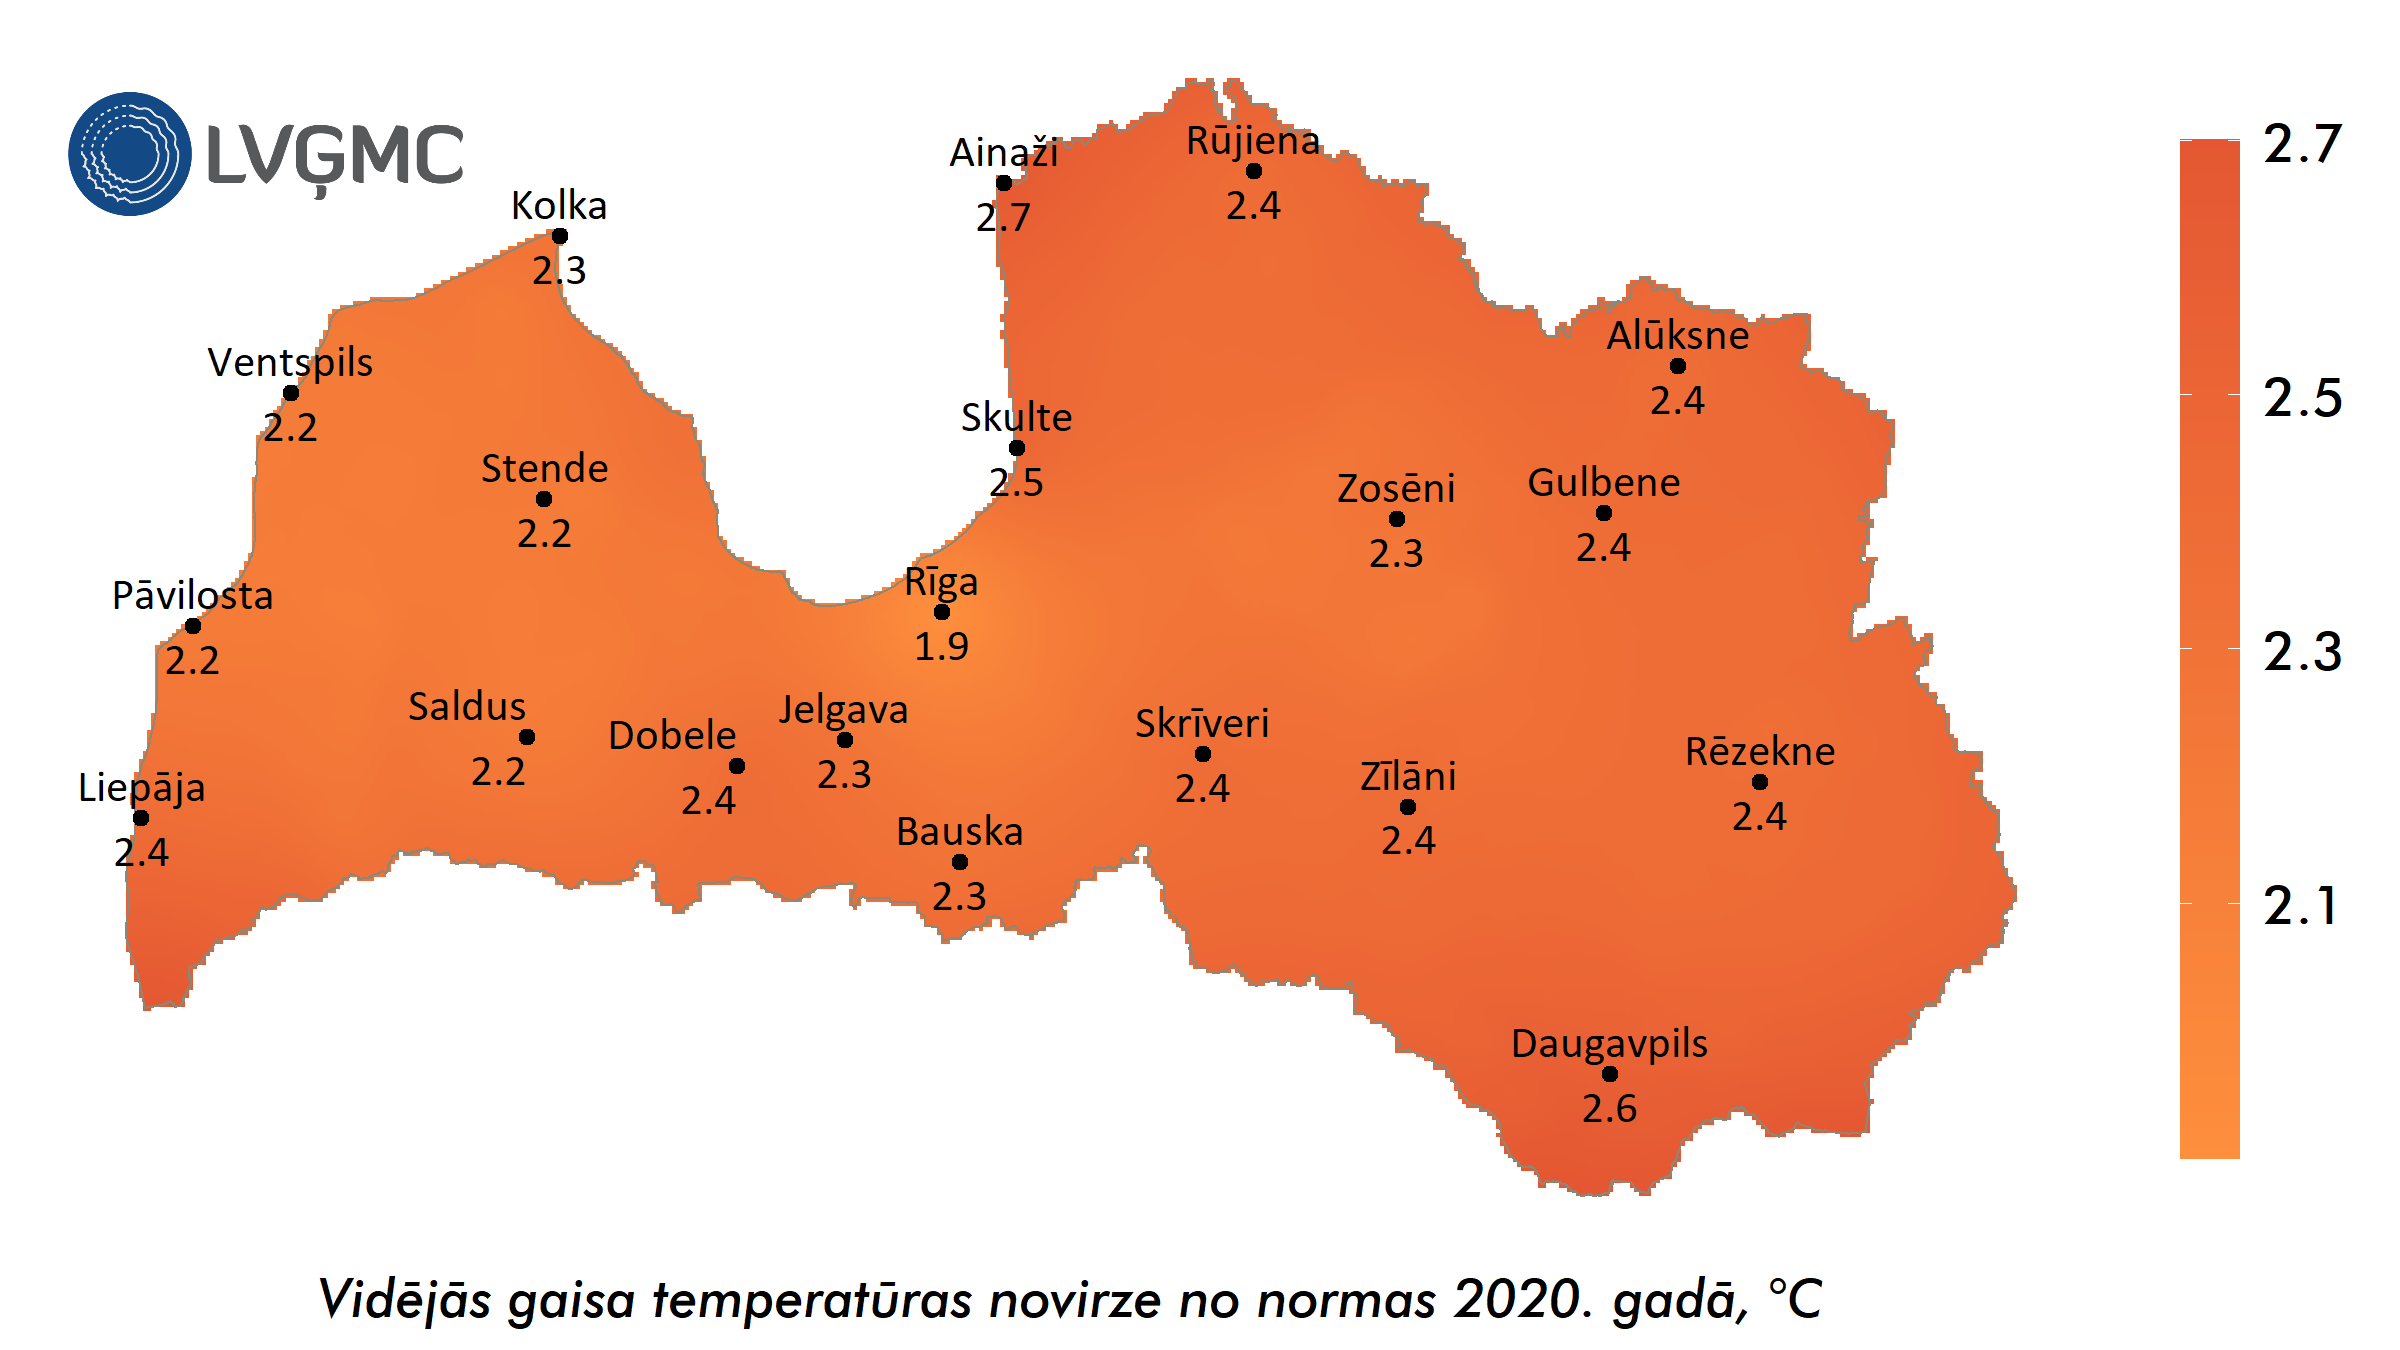 LVĢMC
Ainaži
2.7
Rūjiena
2.4
Kolka
2.3
Ventspils
2.2
Alūksne
2.4
Skulte
2.5
Stende
2.2
Zosēni
2.3
Gulbene
2.4
Rīga
1.9
Pāvilosta
2.2
Saldus
2.2
Dobele
2.4
Jelgava
2.3
Skrīveri
2.4
Zīlāni
2.4
Rēzekne
2.4
Liepāja
2.4
Bauska
2.3
Daugavpils
2.6
2.7
2.5
2.3
2.1
Vidējās gaisa temperatūras novirze no normas 2020. gadā, °C